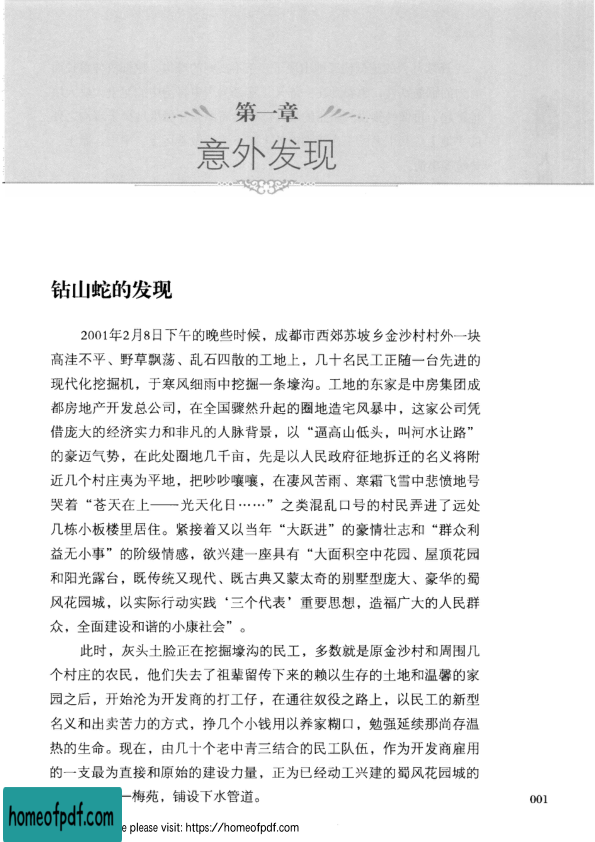 第一章
意外发现
钻山蛇的发现
2001年2月8日下午的晚些时候，成都市西郊苏坡乡金沙村村外一块
高洼不平、野草飘荡、乱石四散的工地上，几十名民工正随一台先进的
现代化挖掘机，于寒风细雨中挖掘一条壕沟。工地的东家是中房集团成
都房地产开发总公司，在全国骤然升起的圈地造宅风暴中，这家公司凭
借庞大的经济实力和非凡的人脉背景，以“逼高山低头，叫河水让路”
的豪迈气势，在此处圈地几千亩，先是以人民政府征地拆迁的名义将附
近几个村庄夷为平地，把吵吵嚷嚷，在凄风苦雨、寒霜飞雪中悲愤地号
哭着“苍天在上——光天化日……”之类混乱口号的村民弄进了远处
几栋小板楼里居住。紧接着又以当年“大跃进”的豪情壮志和“群众利
益无小事”的阶级情感，欲兴建一座具有“大面积空中花园、屋顶花园
和阳光露台，既传统又现代、既古典又蒙太奇的别墅型庞大、豪华的蜀
风花园城，以实际行动实践‘三个代表’重要思想，造福广大的人民群
众，全面建设和谐的小康社会”。
此时，灰头土脸正在挖掘壕沟的民工，多数就是原金沙村和周围几
个村庄的农民，他们失去了祖辈留传下来的赖以生存的土地和温馨的家
园之后，开始沦为开发商的打工仔，在通往奴役之路上，以民工的新型
名义和出卖苦力的方式，挣几个小钱用以养家糊口，勉强延续那尚存温
热的生命。现在，由几十个老中青三结合的民工队伍，作为开发商雇用
的一支最为直接和原始的建设力量，正为已经动工兴建的蜀风花园城的
—梅苑，铺设下水管道。
001
homeofpdf.com
e please visit: https://homeofpdf.com